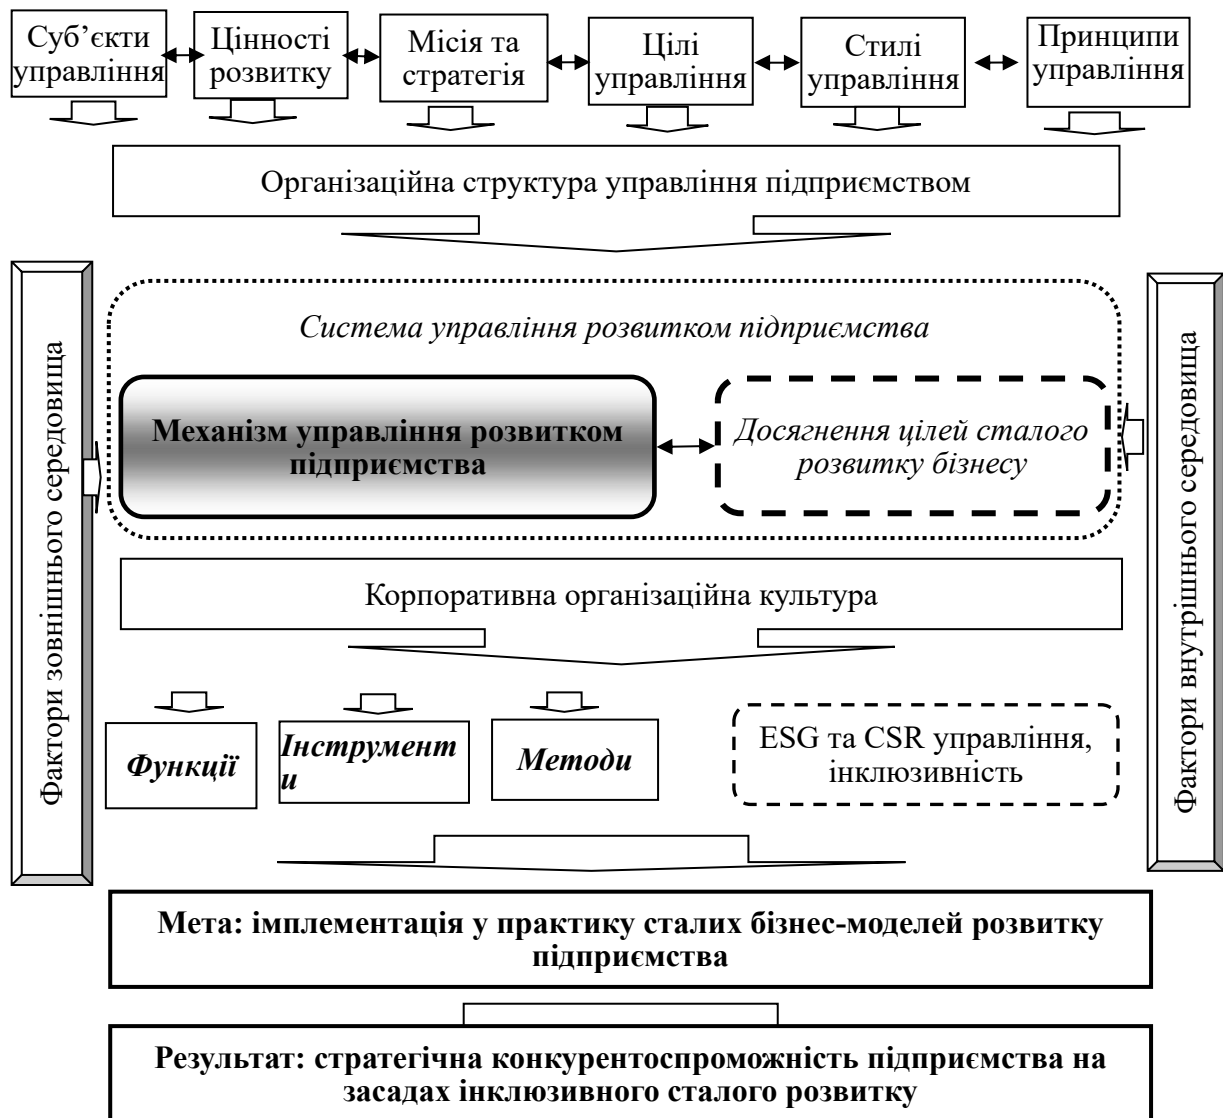 Суб’єкти
управління
Цінності
розвитку
Місія та
стратегія
Цілі
управління
Стилі
управління
Принципи
управління
Організаційна структура управління підприємством
Фактори зовнішнього середовища
Система управління розвитком підприємства
Механізм управління розвитком
підприємства
Досягнення цілей сталого
розвитку бізнесу
Фактори внутрішнього середовища
Корпоративна організаційна культура
Функції
Інструмент
и
Методи
ESG та CSR управління,
інклюзивність
Мета: імплементація у практику сталих бізнес-моделей розвитку
підприємства
Результат: стратегічна конкурентоспроможність підприємства на
засадах інклюзивного сталого розвитку